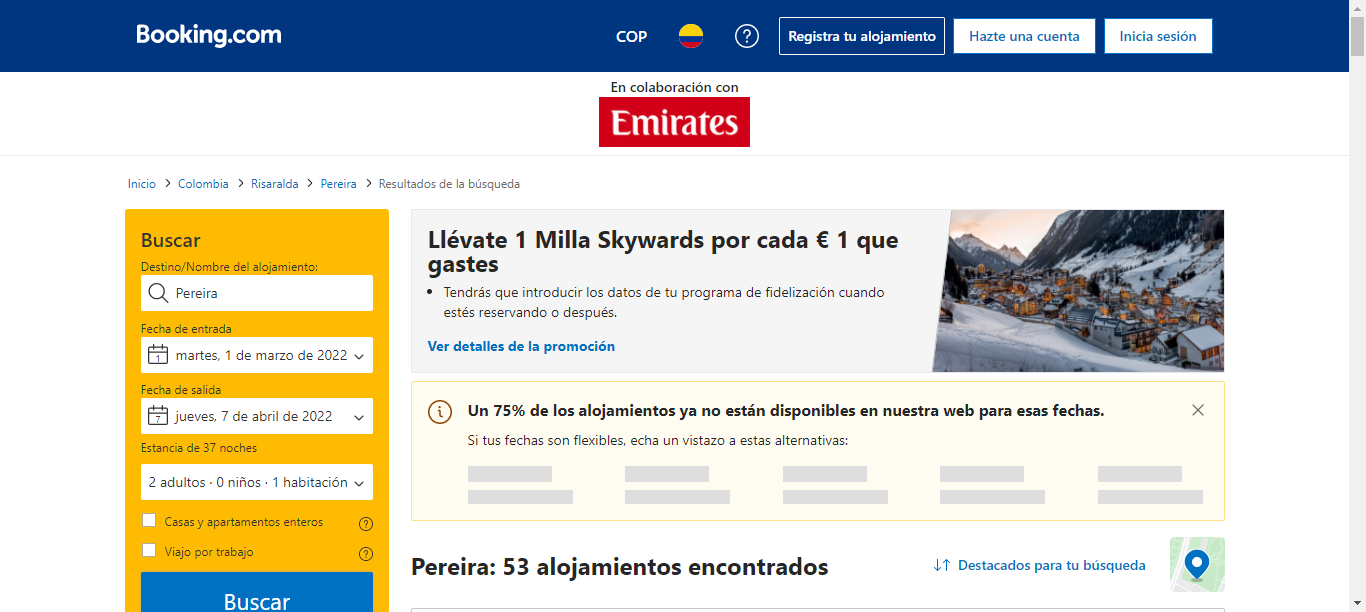 Booking.com
COP
Registra tu alojamiento
Hazte una cuenta
Inicia sesión
En colaboración con
Emirates
Inicio > Colombia > Risaralda > Pereira > Resultados de la búsqueda
Buscar
Destino/Nombre del alojamiento:
Pereira
Fecha de entrada
1 martes, 1 de marzo de 2022
Fecha de salida
7 jueves, 7 de abril de 2022
Estancia de 37 noches
2 adultos · 0 niños · 1 habitación
Casas y apartamentos enteros
Viajo por trabajo
Buscar
Llévate 1 Milla Skywards por cada € 1 que
gastes
• Tendrás que introducir los datos de tu programa de fidelización cuando
estés reservando o después.
Ver detalles de la promoción
Un 75% de los alojamientos ya no están disponibles en nuestra web para esas fechas.
Si tus fechas son flexibles, echa un vistazo a estas alternativas:
Pereira: 53 alojamientos encontrados
Destacados para tu búsqueda